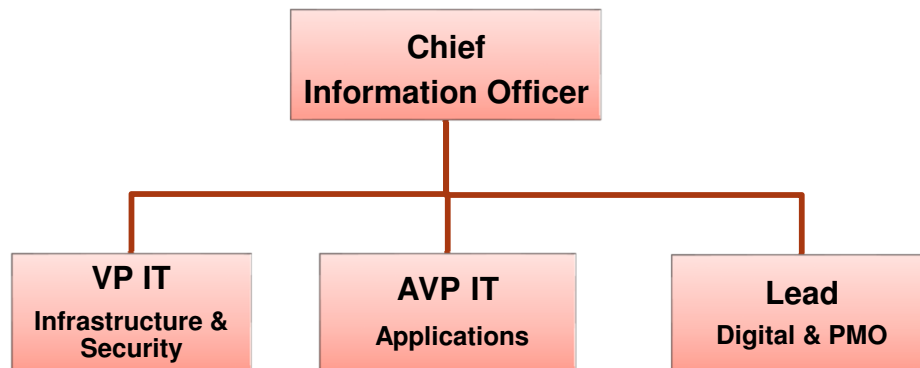 Chief
Information Officer
VP IT
Infrastructure &
Security
AVP IT
Applications
Lead
Digital & PMO